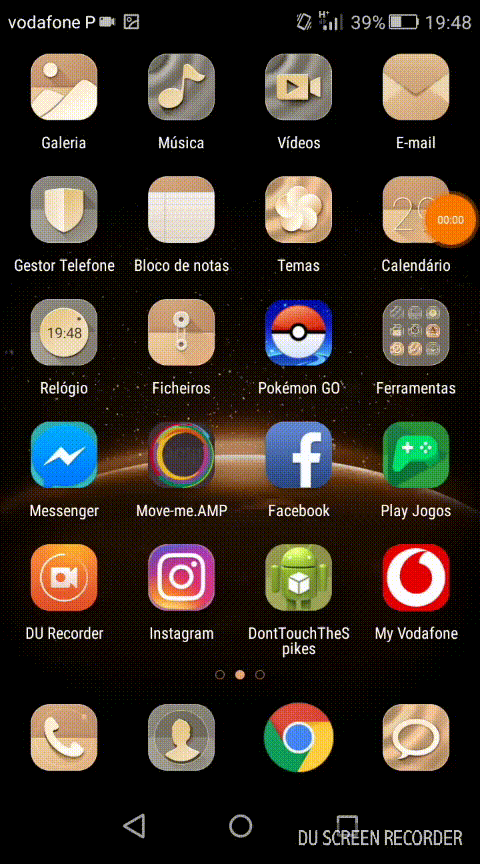 vodafone P H+ 39% 19:48
Galeria Música Vídeos E-mail
29 00:00
Gestor Telefone Bloco de notas Temas Calendário
19:48
Relógio Ficheiros Pokémon GO Ferramentas
Messenger Move-me.AMP Facebook Play Jogos
DU Recorder Instagram DontTouchTheS My Vodafone
pikes
DU SCREEN RECORDER